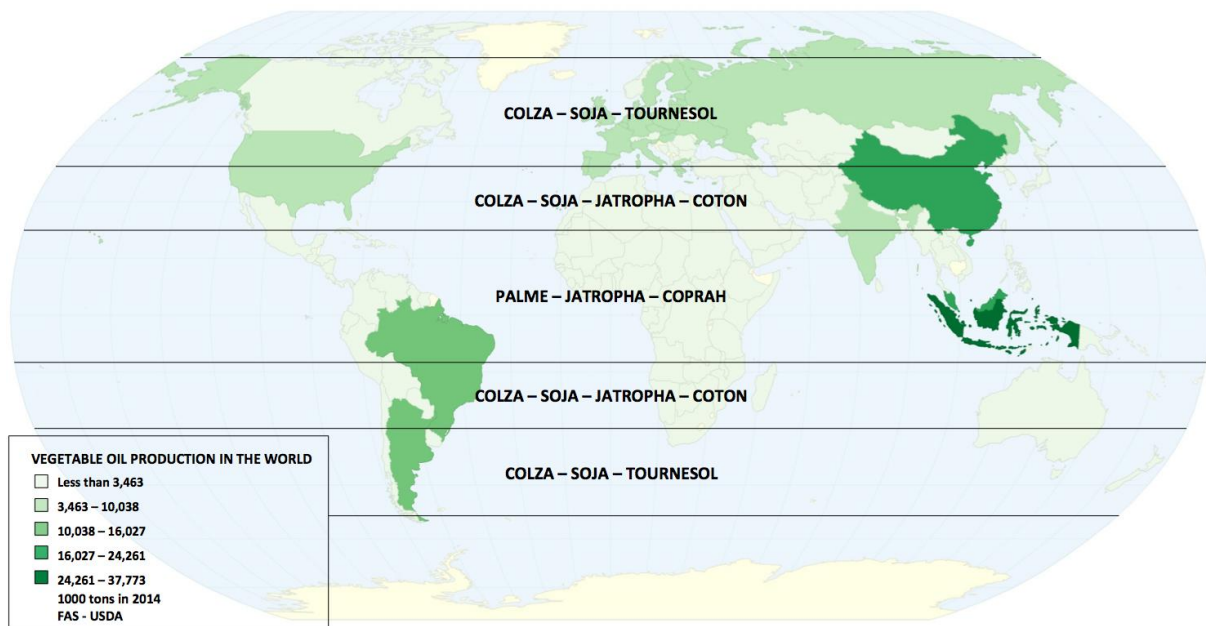 COLZA – SOJA – TOURNESOL
COLZA – SOJA – JATROPHA – COTON
PALME – JATROPHA – COPRAH
COLZA – SOJA – JATROPHA – COTON
COLZA – SOJA – TOURNESOL
VEGETABLE OIL PRODUCTION IN THE WORLD
Less than 3,463
3,463 – 10,038
10,038 – 16,027
16,027 – 24,261
24,261 – 37,773
1000 tons in 2014
FAS - USDA